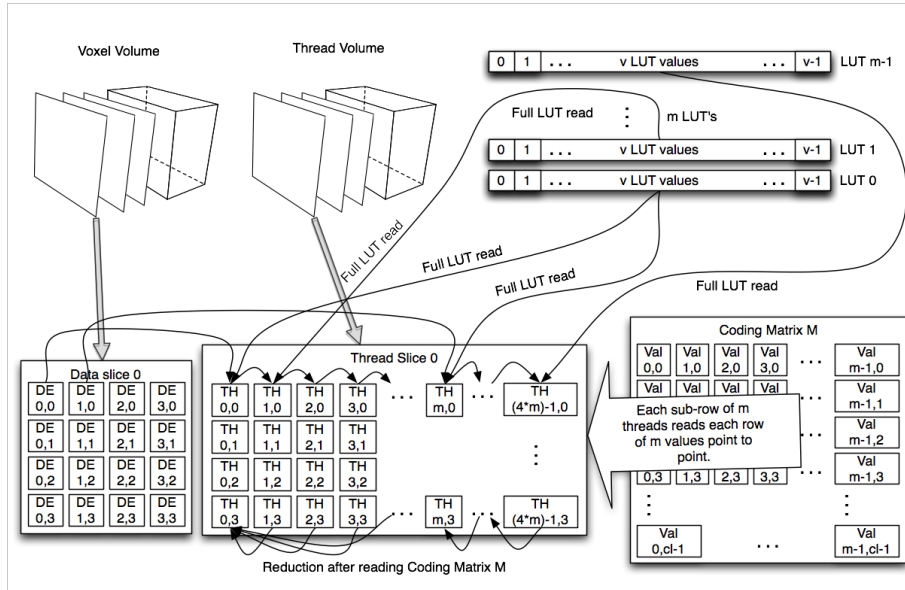 Voxel Volume
Thread Volume
0 1 ... v LUT values ... v-1 LUT m-1
Full LUT read
m LUT's
0 1 ... v LUT values ... v-1 LUT 1
0 1 ... v LUT values ... v-1 LUT 0
Full LUT read
Full LUT read
Full LUT read
Full LUT read
Data slice 0
DE 0,0 DE 1,0 DE 2,0 DE 3,0
DE 0,1 DE 1,1 DE 2,1 DE 3,1
DE 0,2 DE 1,2 DE 2,2 DE 3,2
DE 0,3 DE 1,3 DE 2,3 DE 3,3
Thread Slice 0
TH 0,0 TH 1,0 TH 2,0 TH 3,0 ... TH m,0 ... TH (4*m)-1,0
TH 0,1 TH 1,1 TH 2,1 TH 3,1
TH 0,2 TH 1,2 TH 2,2 TH 3,2
TH 0,3 TH 1,3 TH 2,3 TH 3,3 ... TH m,3 ... TH (4*m)-1,3
Reduction after reading Coding Matrix M
Coding Matrix M
Val 0,0 Val 1,0 Val 2,0 Val 3,0 ... Val m-1,0
Val Val Val Val Val m-1,1
Val m-1,2
0,3 1,3 2,3 3,3 Val m-1,3
Val 0,cl-1 ... Val m-1,cl-1
Each sub-row of m
threads reads each row
of m values point to
point.